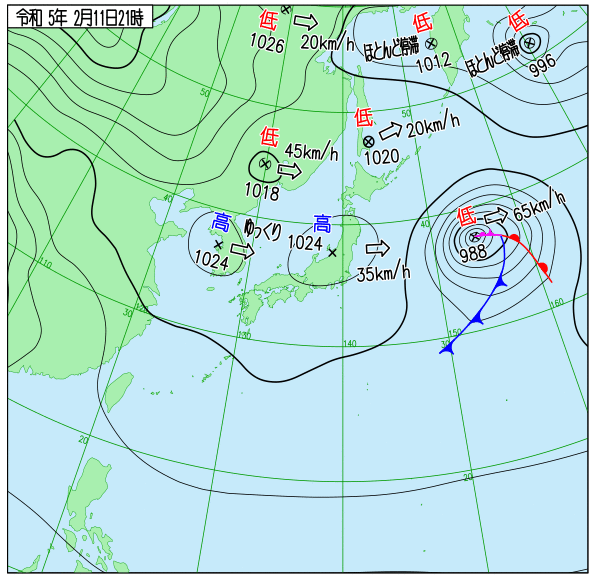 令和 5年 2月11日21時
低
1026
20km/h
低
ほとんど停滞
1012
低
ほとんど停滞
996
50
50
低
20km/h
1020
低
45km/h
1018
40
40
高
ゆっくり
1024
高
1024
35km/h
低
65km/h
988
110
120
30
130
140
150
30
160
20
20